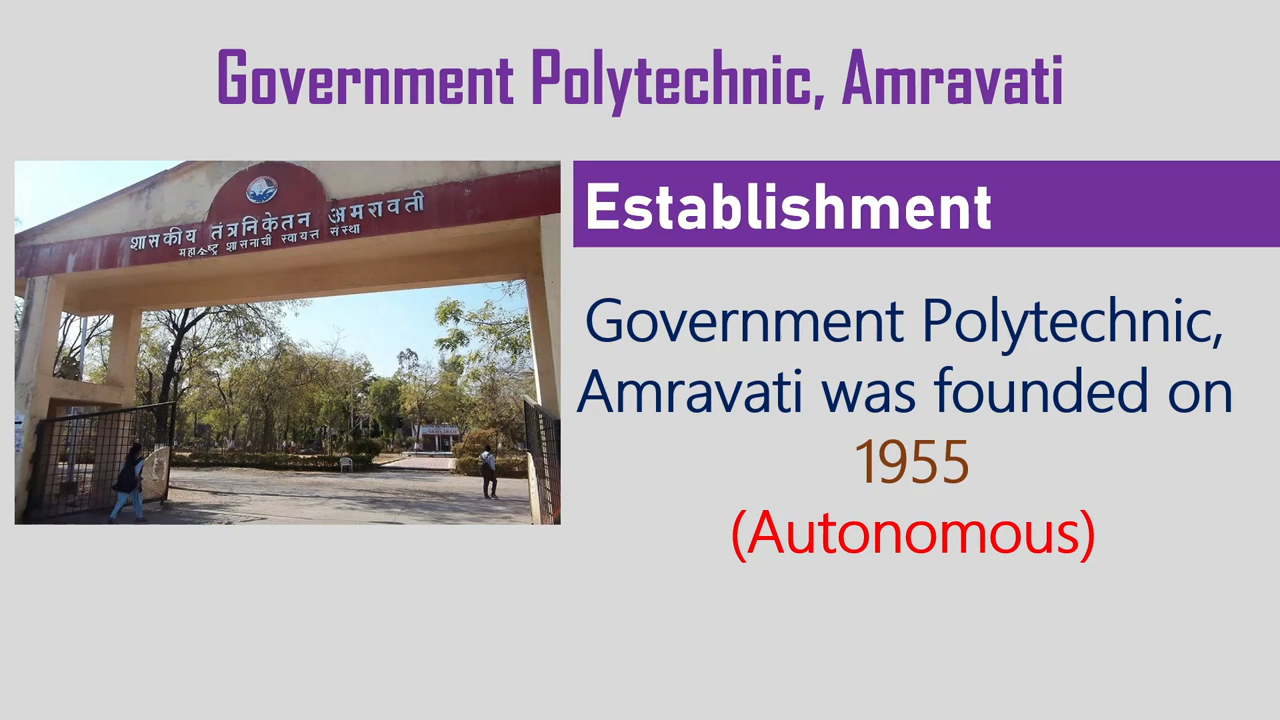 Government Polytechnic, Amravati
शासकीय तंत्रनिकेतन अमरावती
महाराष्ट्र शासनाची स्वायत्त संस्था
Establishment
Government Polytechnic,
Amravati was founded on
1955
(Autonomous)